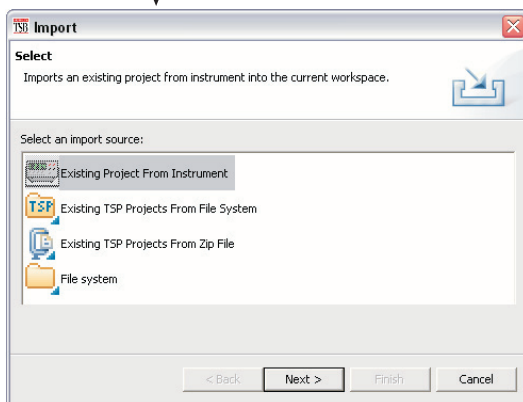 TSB Import
Select
Imports an existing project from instrument into the current workspace.
Select an import source:
Existing Project From Instrument
TSP Existing TSP Projects From File System
Existing TSP Projects From Zip File
File system
< Back Next > Finish Cancel